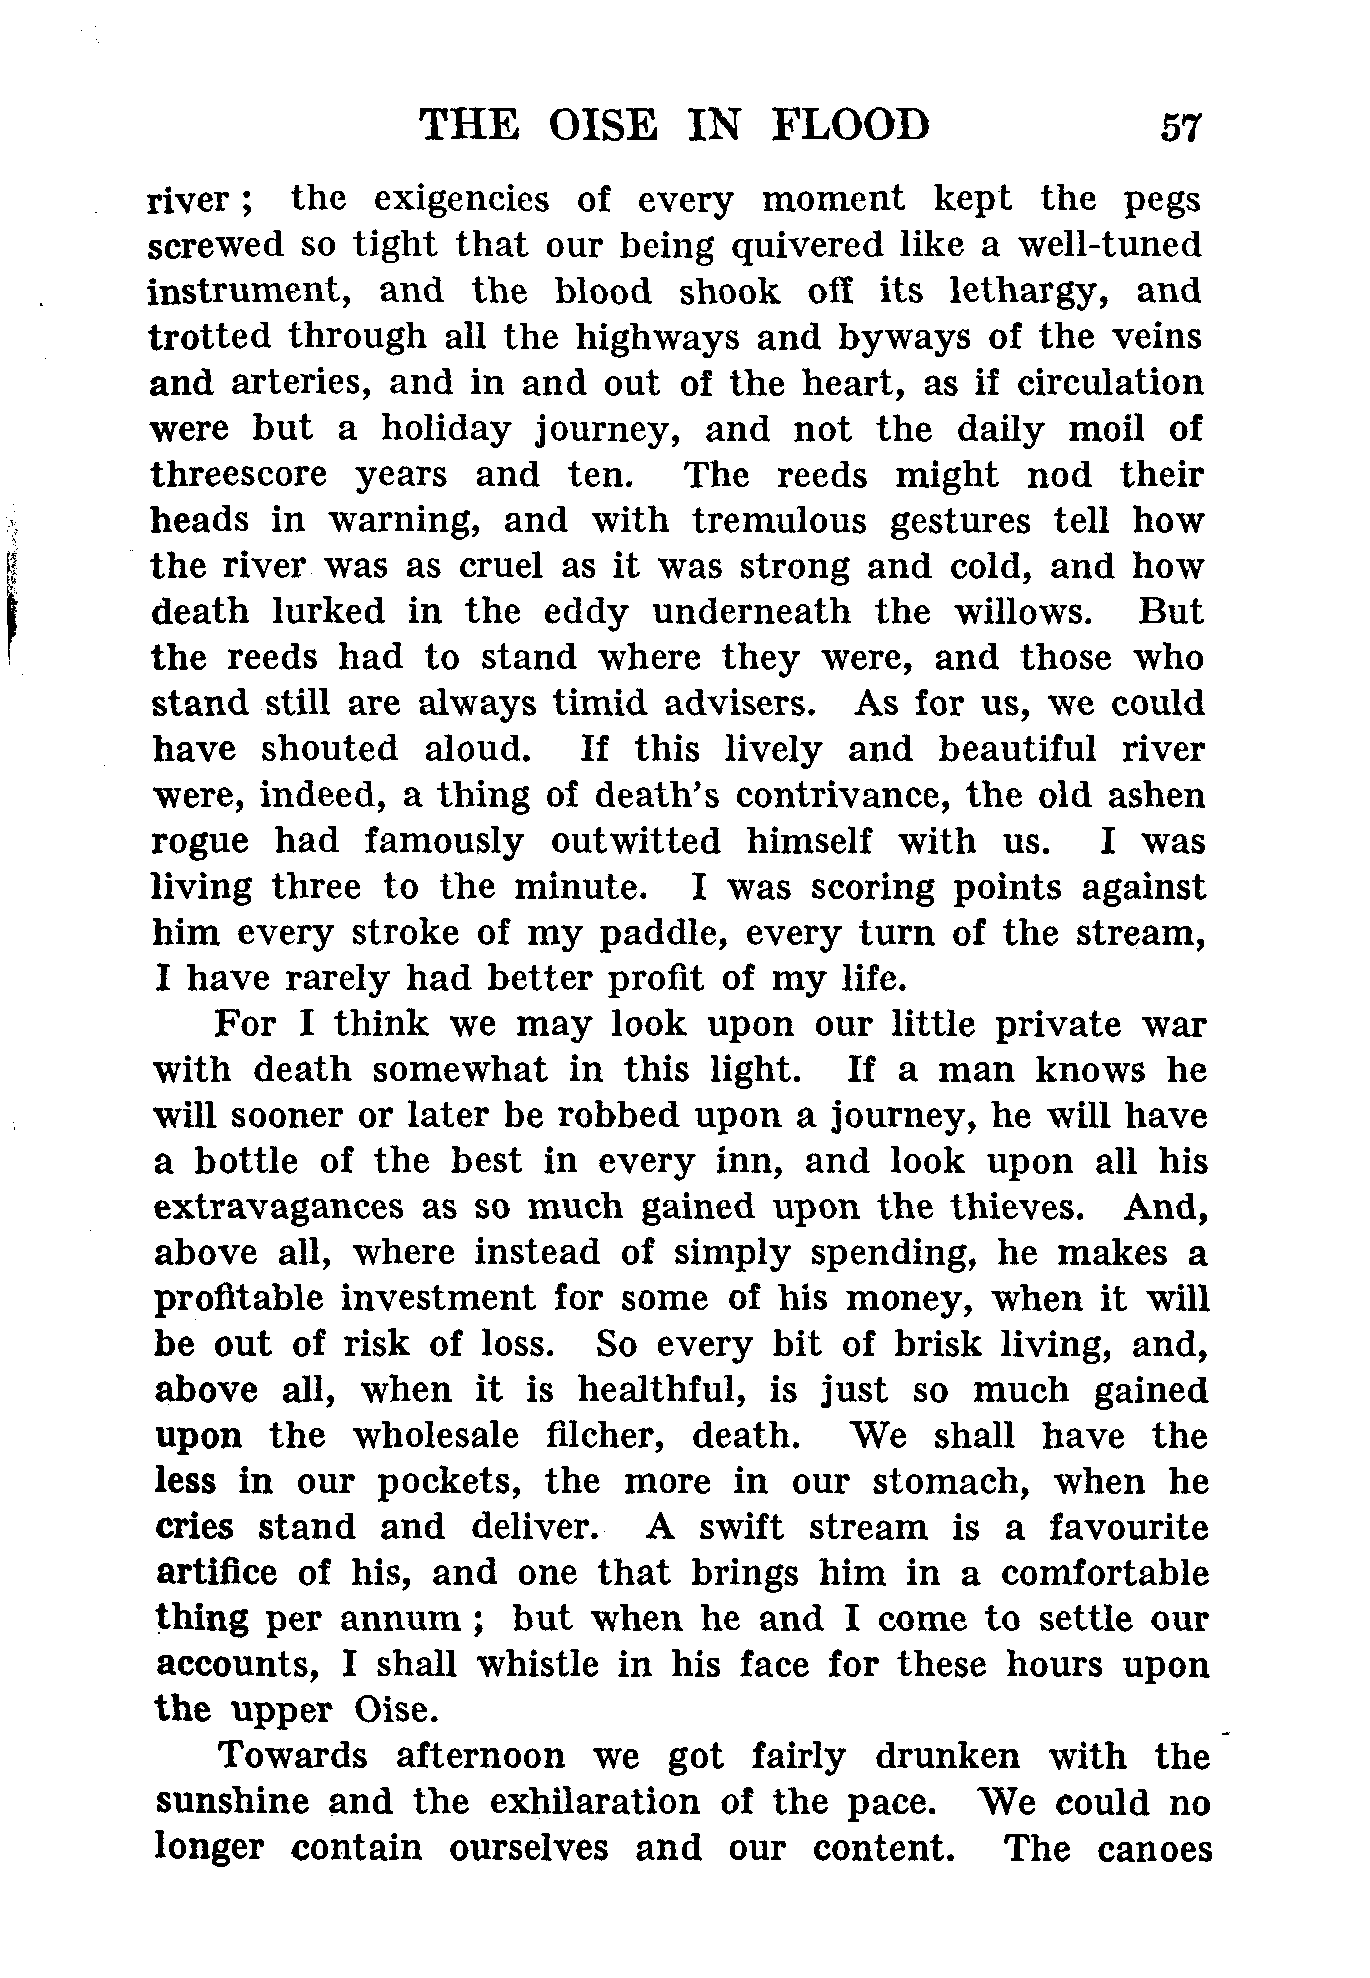 THE OISE IN FLOOD 57
river ; the exigencies of every moment kept the pegs
screwed so tight that our being quivered like a well-tuned
instrument, and the blood shook off its lethargy, and
trotted through all the highways and byways of the veins
and arteries, and in and out of the heart, as if circulation
were but a holiday journey, and not the daily moil of
threescore years and ten. The reeds might nod their
heads in warning, and with tremulous gestures tell how
the river was as cruel as it was strong and cold, and how
death lurked in the eddy underneath the willows. But
the reeds had to stand where they were, and those who
stand still are always timid advisers. As for us, we could
have shouted aloud. If this lively and beautiful river
were, indeed, a thing of death's contrivance, the old ashen
rogue had famously outwitted himself with us. I was
living three to the minute. I was scoring points against
him every stroke of my paddle, every turn of the stream,
I have rarely had better profit of my life.
For I think we may look upon our little private war
with death somewhat in this light. If a man knows he
will sooner or later be robbed upon a journey, he will have
a bottle of the best in every inn, and look upon all his
extravagances as so much gained upon the thieves. And,
above all, where instead of simply spending, he makes a
profitable investment for some of his money, when it will
be out of risk of loss. So every bit of brisk living, and,
above all, when it is healthful, is just so much gained
upon the wholesale filcher, death. We shall have the
less in our pockets, the more in our stomach, when he
cries stand and deliver. A swift stream is a favourite
artifice of his, and one that brings him in a comfortable
thing per annum ; but when he and I come to settle our
accounts, I shall whistle in his face for these hours upon
the upper Oise.
Towards afternoon we got fairly drunken with the
sunshine and the exhilaration of the pace. We could no
longer contain ourselves and our content. The canoes